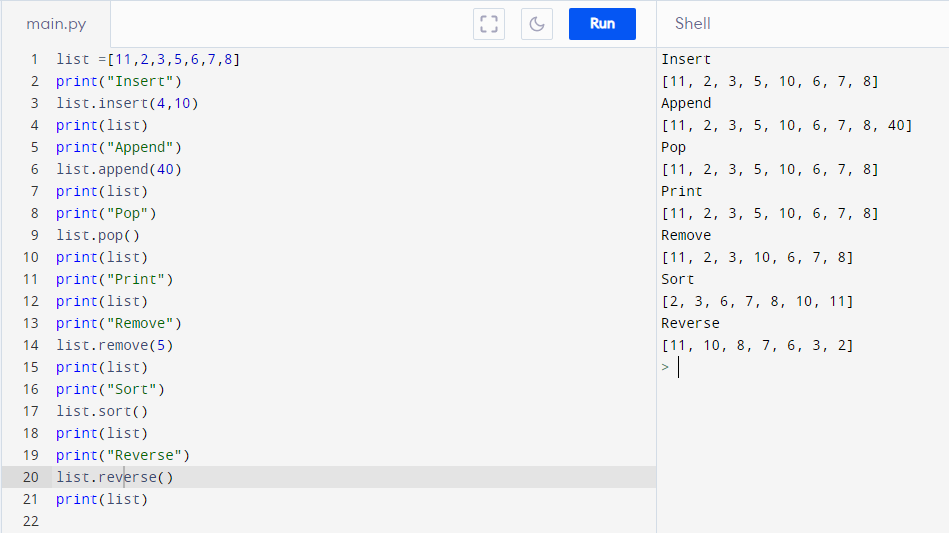 main.py
Run
Shell
1 list =[11,2,3,5,6,7,8]
2 print("Insert")
3 list.insert(4,10)
4 print(list)
5 print("Append")
6 list.append(40)
7 print(list)
8 print("Pop")
9 list.pop()
10 print(list)
11 print("Print")
12 print(list)
13 print("Remove")
14 list.remove(5)
15 print(list)
16 print("Sort")
17 list.sort()
18 print(list)
19 print("Reverse")
20 list.reverse()
21 print(list)
22
Insert
[11, 2, 3, 5, 10, 6, 7, 8]
Append
[11, 2, 3, 5, 10, 6, 7, 8, 40]
Pop
[11, 2, 3, 5, 10, 6, 7, 8]
Print
[11, 2, 3, 5, 10, 6, 7, 8]
Remove
[11, 2, 3, 10, 6, 7, 8]
Sort
[2, 3, 6, 7, 8, 10, 11]
Reverse
[11, 10, 8, 7, 6, 3, 2]
>